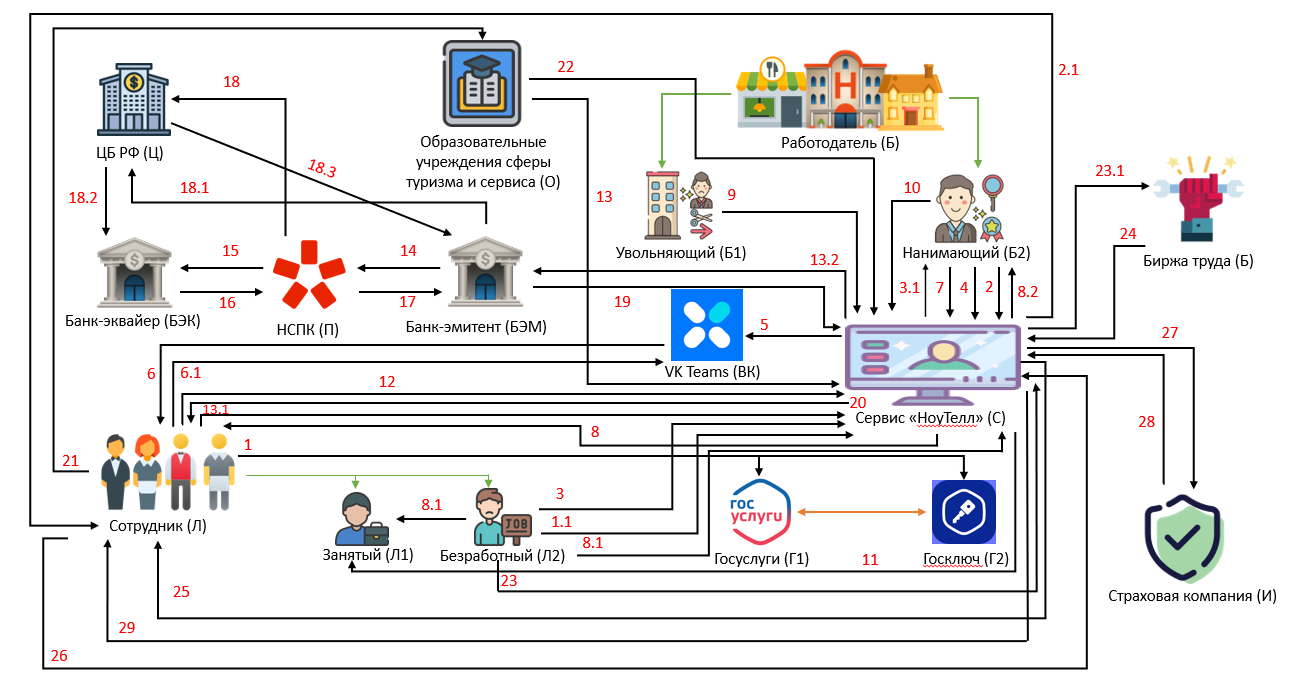 2.1
18
22
ЦБ РФ (Ц)
Образовательные
учреждения сферы
туризма и сервиса (О)
Работодатель (Б)
H
18.3
18.2
18.1
13
9
10
23.1
15
14
Увольняющий (Б1)
Нанимающий (Б2)
24
Биржа труда (Б)
13.2
3.1
7
4
2
8.2
16
17
19
Банк-эквайер (БЭК)
НСПК (П)
Банк-эмитент (БЭМ)
5
27
6
6.1
VK Teams (ВК)
12
20
13.1
Сервис «НоуТелл» (С)
8
28
1
21
3
8.1
1.1
JOB
гос
услуги
Сотрудник (Л)
Занятый (Л1)
Безработный (Л2)
8.1
Госуслуги (Г1)
11
Госключ (Г2)
23
25
Страховая компания (И)
29
26